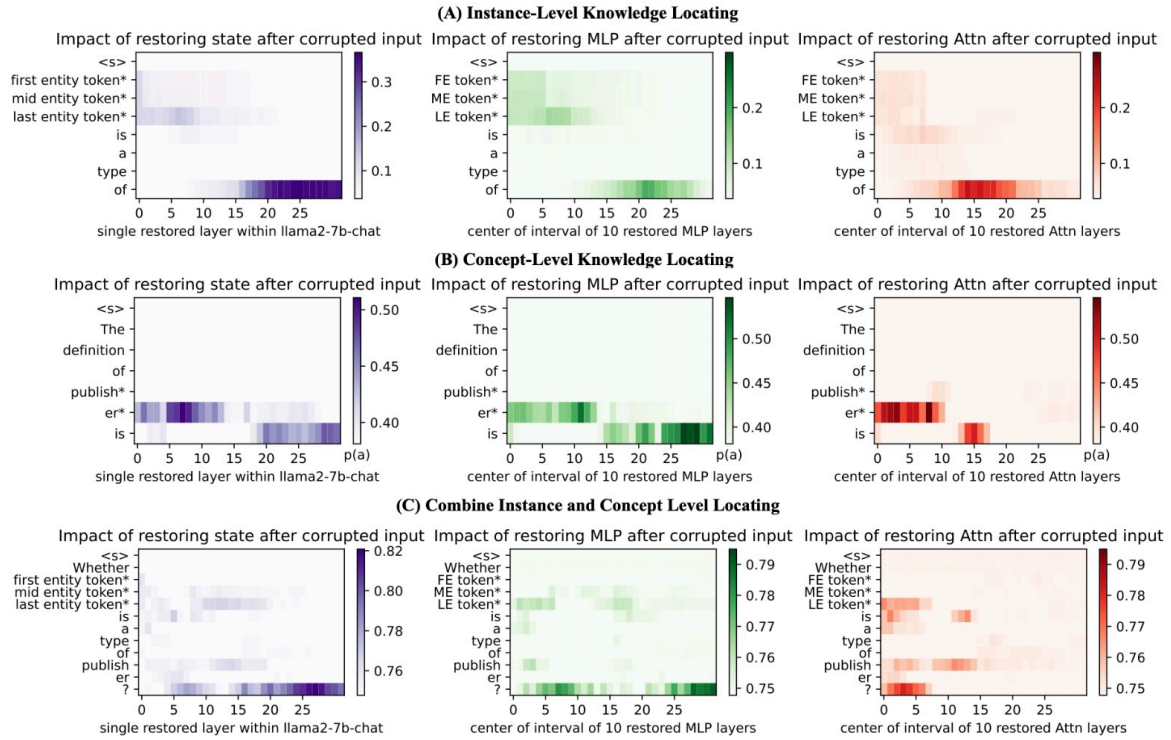 (A) Instance-Level Knowledge Locating
Impact of restoring state after corrupted input
<s>
first entity token*
mid entity token*
last entity token*
is
a
type
of
0 5 10 15 20 25
single restored layer within llama2-7b-chat
0.3
0.2
0.1
Impact of restoring MLP after corrupted input
<s>
FE token*
ME token*
LE token*
is
a
type
of
0 5 10 15 20 25
center of interval of 10 restored MLP layers
0.2
0.1
Impact of restoring Attn after corrupted input
<s>
FE token*
ME token*
LE token*
is
a
type
of
0 5 10 15 20 25
center of interval of 10 restored Attn layers
0.2
0.1
(B) Concept-Level Knowledge Locating
Impact of restoring state after corrupted input
<s>
The
definition
of
publish*
er*
is
0 5 10 15 20 25
single restored layer within llama2-7b-chat
0.50
0.45
0.40
p(a)
Impact of restoring MLP after corrupted input
<s>
The
definition
of
publish*
er*
is
0 5 10 15 20 25
center of interval of 10 restored MLP layers
0.50
0.45
0.40
p(a)
Impact of restoring Attn after corrupted input
<s>
The
definition
of
publish*
er*
is
0 5 10 15 20 25
center of interval of 10 restored Attn layers
0.50
0.45
0.40
p(a)
(C) Combine Instance and Concept Level Locating
Impact of restoring state after corrupted input
<s>
Whether
first entity token*
mid entity token*
last entity token*
is
a
type
of
publish
er
?
0 5 10 15 20 25
single restored layer within llama2-7b-chat
0.82
0.80
0.78
0.76
Impact of restoring MLP after corrupted input
<s>
Whether
FE token*
ME token*
LE token*
is
a
type
of
publish
er
?
0 5 10 15 20 25
center of interval of 10 restored MLP layers
0.79
0.78
0.77
0.76
0.75
Impact of restoring Attn after corrupted input
<s>
Whether
FE token*
ME token*
LE token*
is
a
type
of
publish
er
?
0 5 10 15 20 25
center of interval of 10 restored Attn layers
0.79
0.78
0.77
0.76
0.75